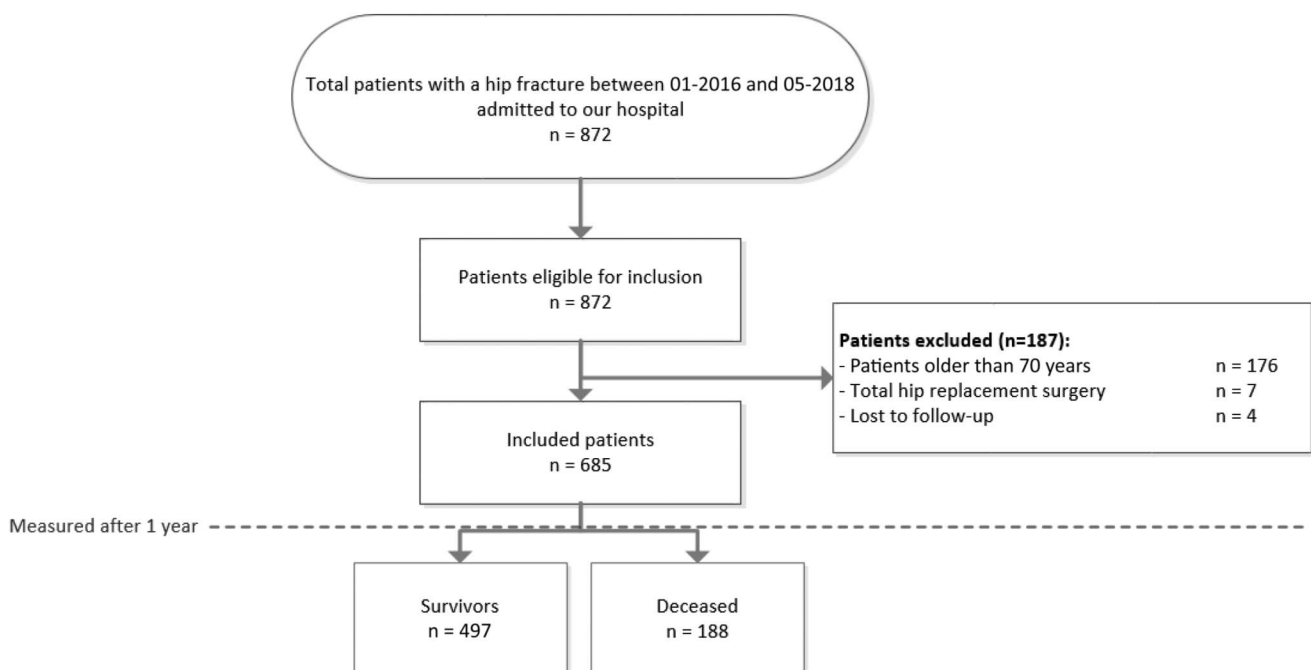 Total patients with a hip fracture between 01-2016 and 05-2018
admitted to our hospital
n = 872
Patients eligible for inclusion
n = 872
Patients excluded (n=187):
- Patients older than 70 years n = 176
- Total hip replacement surgery n = 7
- Lost to follow-up n = 4
Included patients
n = 685
Measured after 1 year
Survivors
n = 497
Deceased
n = 188